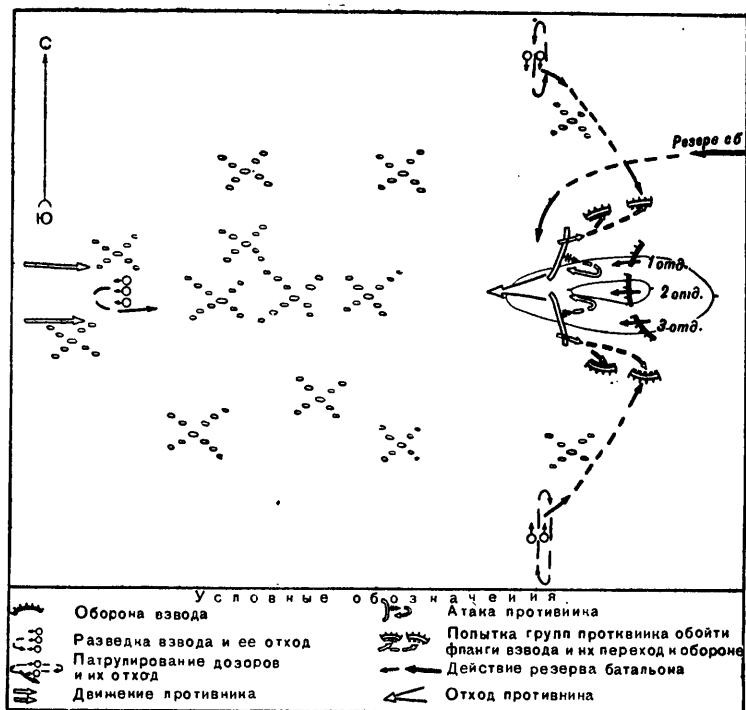 С
Ю
Резерв сб
1 отд.
2 отд.
3 отд.
Условные обозначения
Оборона взвода
Разведка взвода и ее отход
Патрулирование дозоров
и их отход
Движение противника
Атака противника
Попытка групп противника обойти
фланги взвода и их переход к обороне
Действие резерва батальона
Отход противника